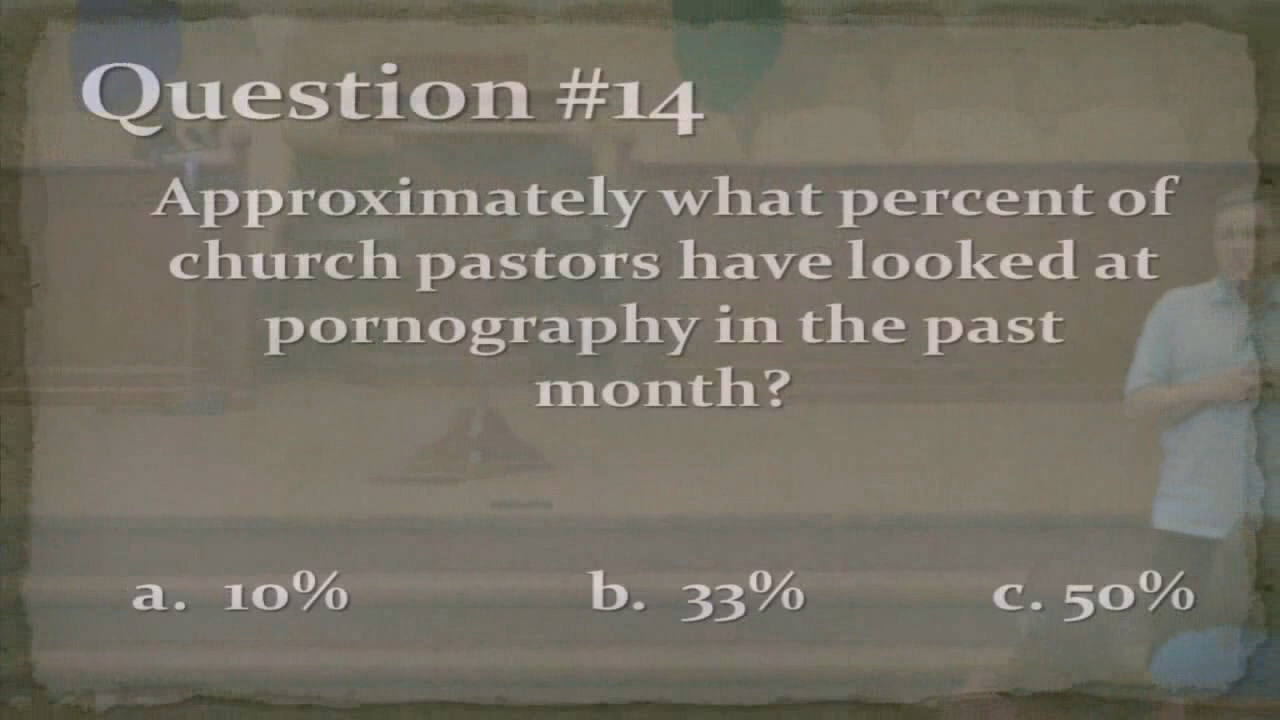 Question #14
Approximately what percent of
church pastors have looked at
pornography in the past
month?
a. 10% b. 33% c. 50%